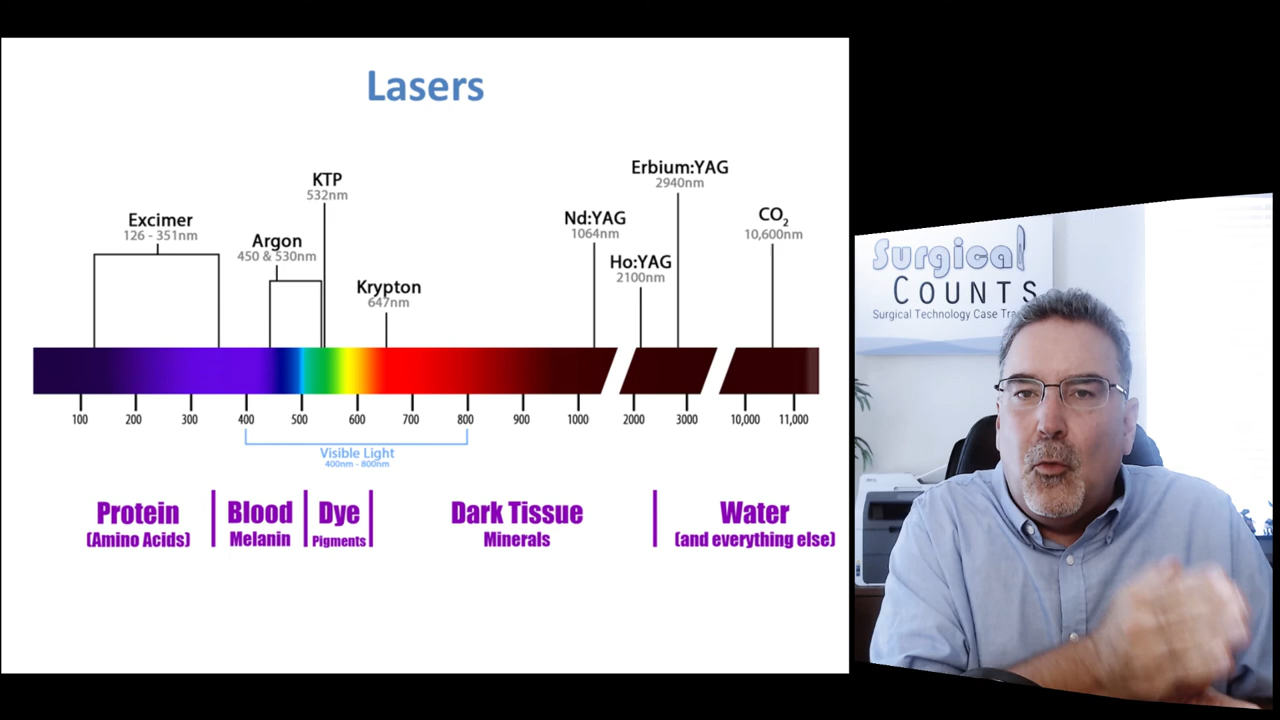 Lasers
Erbium:YAG
2940nm
KTP
532nm
Excimer
126 - 351nm
Nd:YAG
1064nm
CO₂
10,600nm
Argon
450 & 530nm
Ho:YAG
2100nm
Krypton
647nm
100 200 300 400 500 600 700 800 900 1000 2000 3000 10,000 11,000
Visible Light
400nm - 800nm
Protein
(Amino Acids)
Blood
Melanin
Dye
Pigments
Dark Tissue
Minerals
Water
(and everything else)
Surgical
COUNTS
Surgical Technology Case